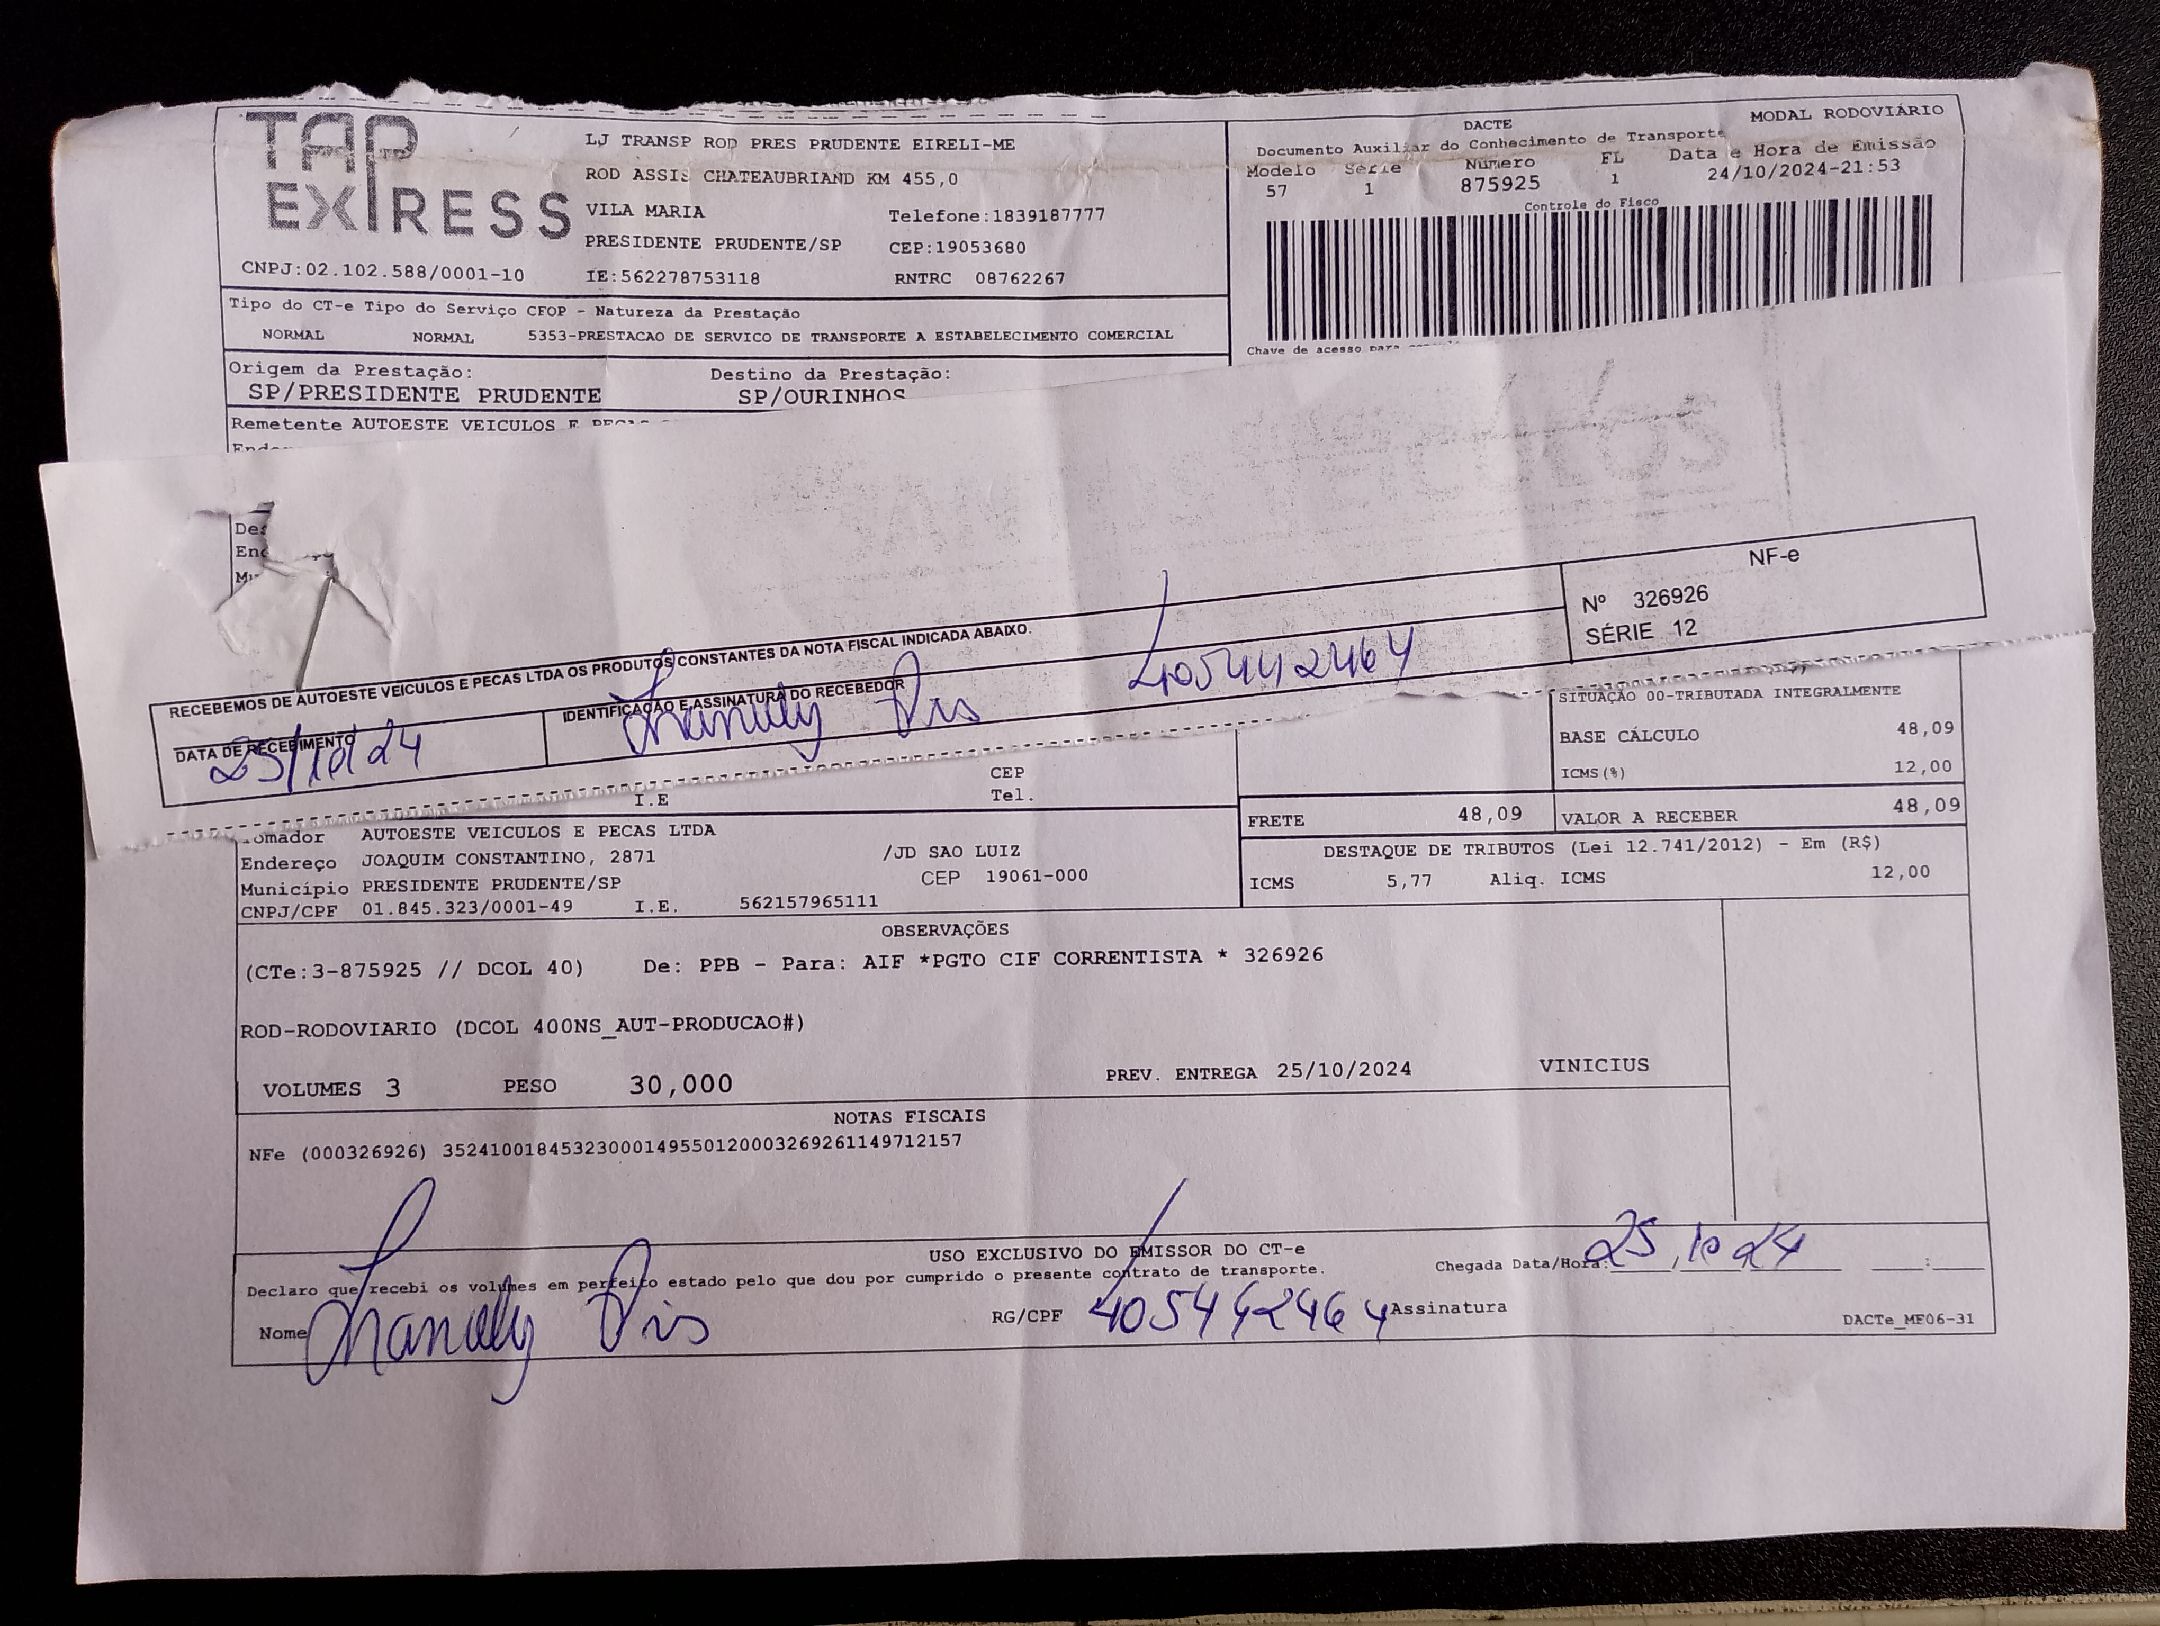 TAP EXPRESS
LJ TRANSP ROD PRES PRUDENTE EIRELI-ME
ROD ASSIS CHATEAUBRIAND KM 455,0
VILA MARIA Telefone:1839187777
PRESIDENTE PRUDENTE/SP CEP:19053680
CNPJ:02.102.588/0001-10 IE:562278753118 RNTRC 08762267
DACTE MODAL RODOVIÁRIO
Documento Auxiliar do Conhecimento de Transporte
Modelo Série Número FL Data e Hora de Emissão
57 1 875925 1 24/10/2024-21:53
Controle do Fisco
Chave de acesso para
Tipo do CT-e Tipo do Serviço CFOP - Natureza da Prestação
NORMAL NORMAL 5353-PRESTACAO DE SERVICO DE TRANSPORTE A ESTABELECIMENTO COMERCIAL
Origem da Prestação: Destino da Prestação:
SP/PRESIDENTE PRUDENTE SP/OURINHOS
Remetente AUTOESTE VEICULOS E
RECEBEMOS DE AUTOESTE VEICULOS E PECAS LTDA OS PRODUTOS CONSTANTES DA NOTA FISCAL INDICADA ABAIXO.
NF-e
Nº 326926
SÉRIE 12
DATA DE RECEBIMENTO IDENTIFICAÇÃO E ASSINATURA DO RECEBEDOR
25/10/24 405442464
SITUAÇÃO 00-TRIBUTADA INTEGRALMENTE
BASE CÁLCULO 48,09
ICMS(%) 12,00
CEP
I.E Tel.
FRETE 48,09 VALOR A RECEBER 48,09
Tomador AUTOESTE VEICULOS E PECAS LTDA
Endereço JOAQUIM CONSTANTINO, 2871 /JD SAO LUIZ
Município PRESIDENTE PRUDENTE/SP CEP 19061-000
CNPJ/CPF 01.845.323/0001-49 I.E. 562157965111
DESTAQUE DE TRIBUTOS (Lei 12.741/2012) - Em (R$)
ICMS 5,77 Aliq. ICMS 12,00
OBSERVAÇÕES
(CTe:3-875925 // DCOL 40) De: PPB - Para: AIF *PGTO CIF CORRENTISTA * 326926
ROD-RODOVIARIO (DCOL 400NS_AUT-PRODUCAO#)
VOLUMES 3 PESO 30,000 PREV. ENTREGA 25/10/2024 VINICIUS
NOTAS FISCAIS
NFe (000326926) 35241001845323000149550120003269261149712157
USO EXCLUSIVO DO EMISSOR DO CT-e
Declaro que recebi os volumes em perfeito estado pelo que dou por cumprido o presente contrato de transporte. Chegada Data/Hora: 25/10 24 :
Nome RG/CPF 405442464 Assinatura
DACTe_MF06-31